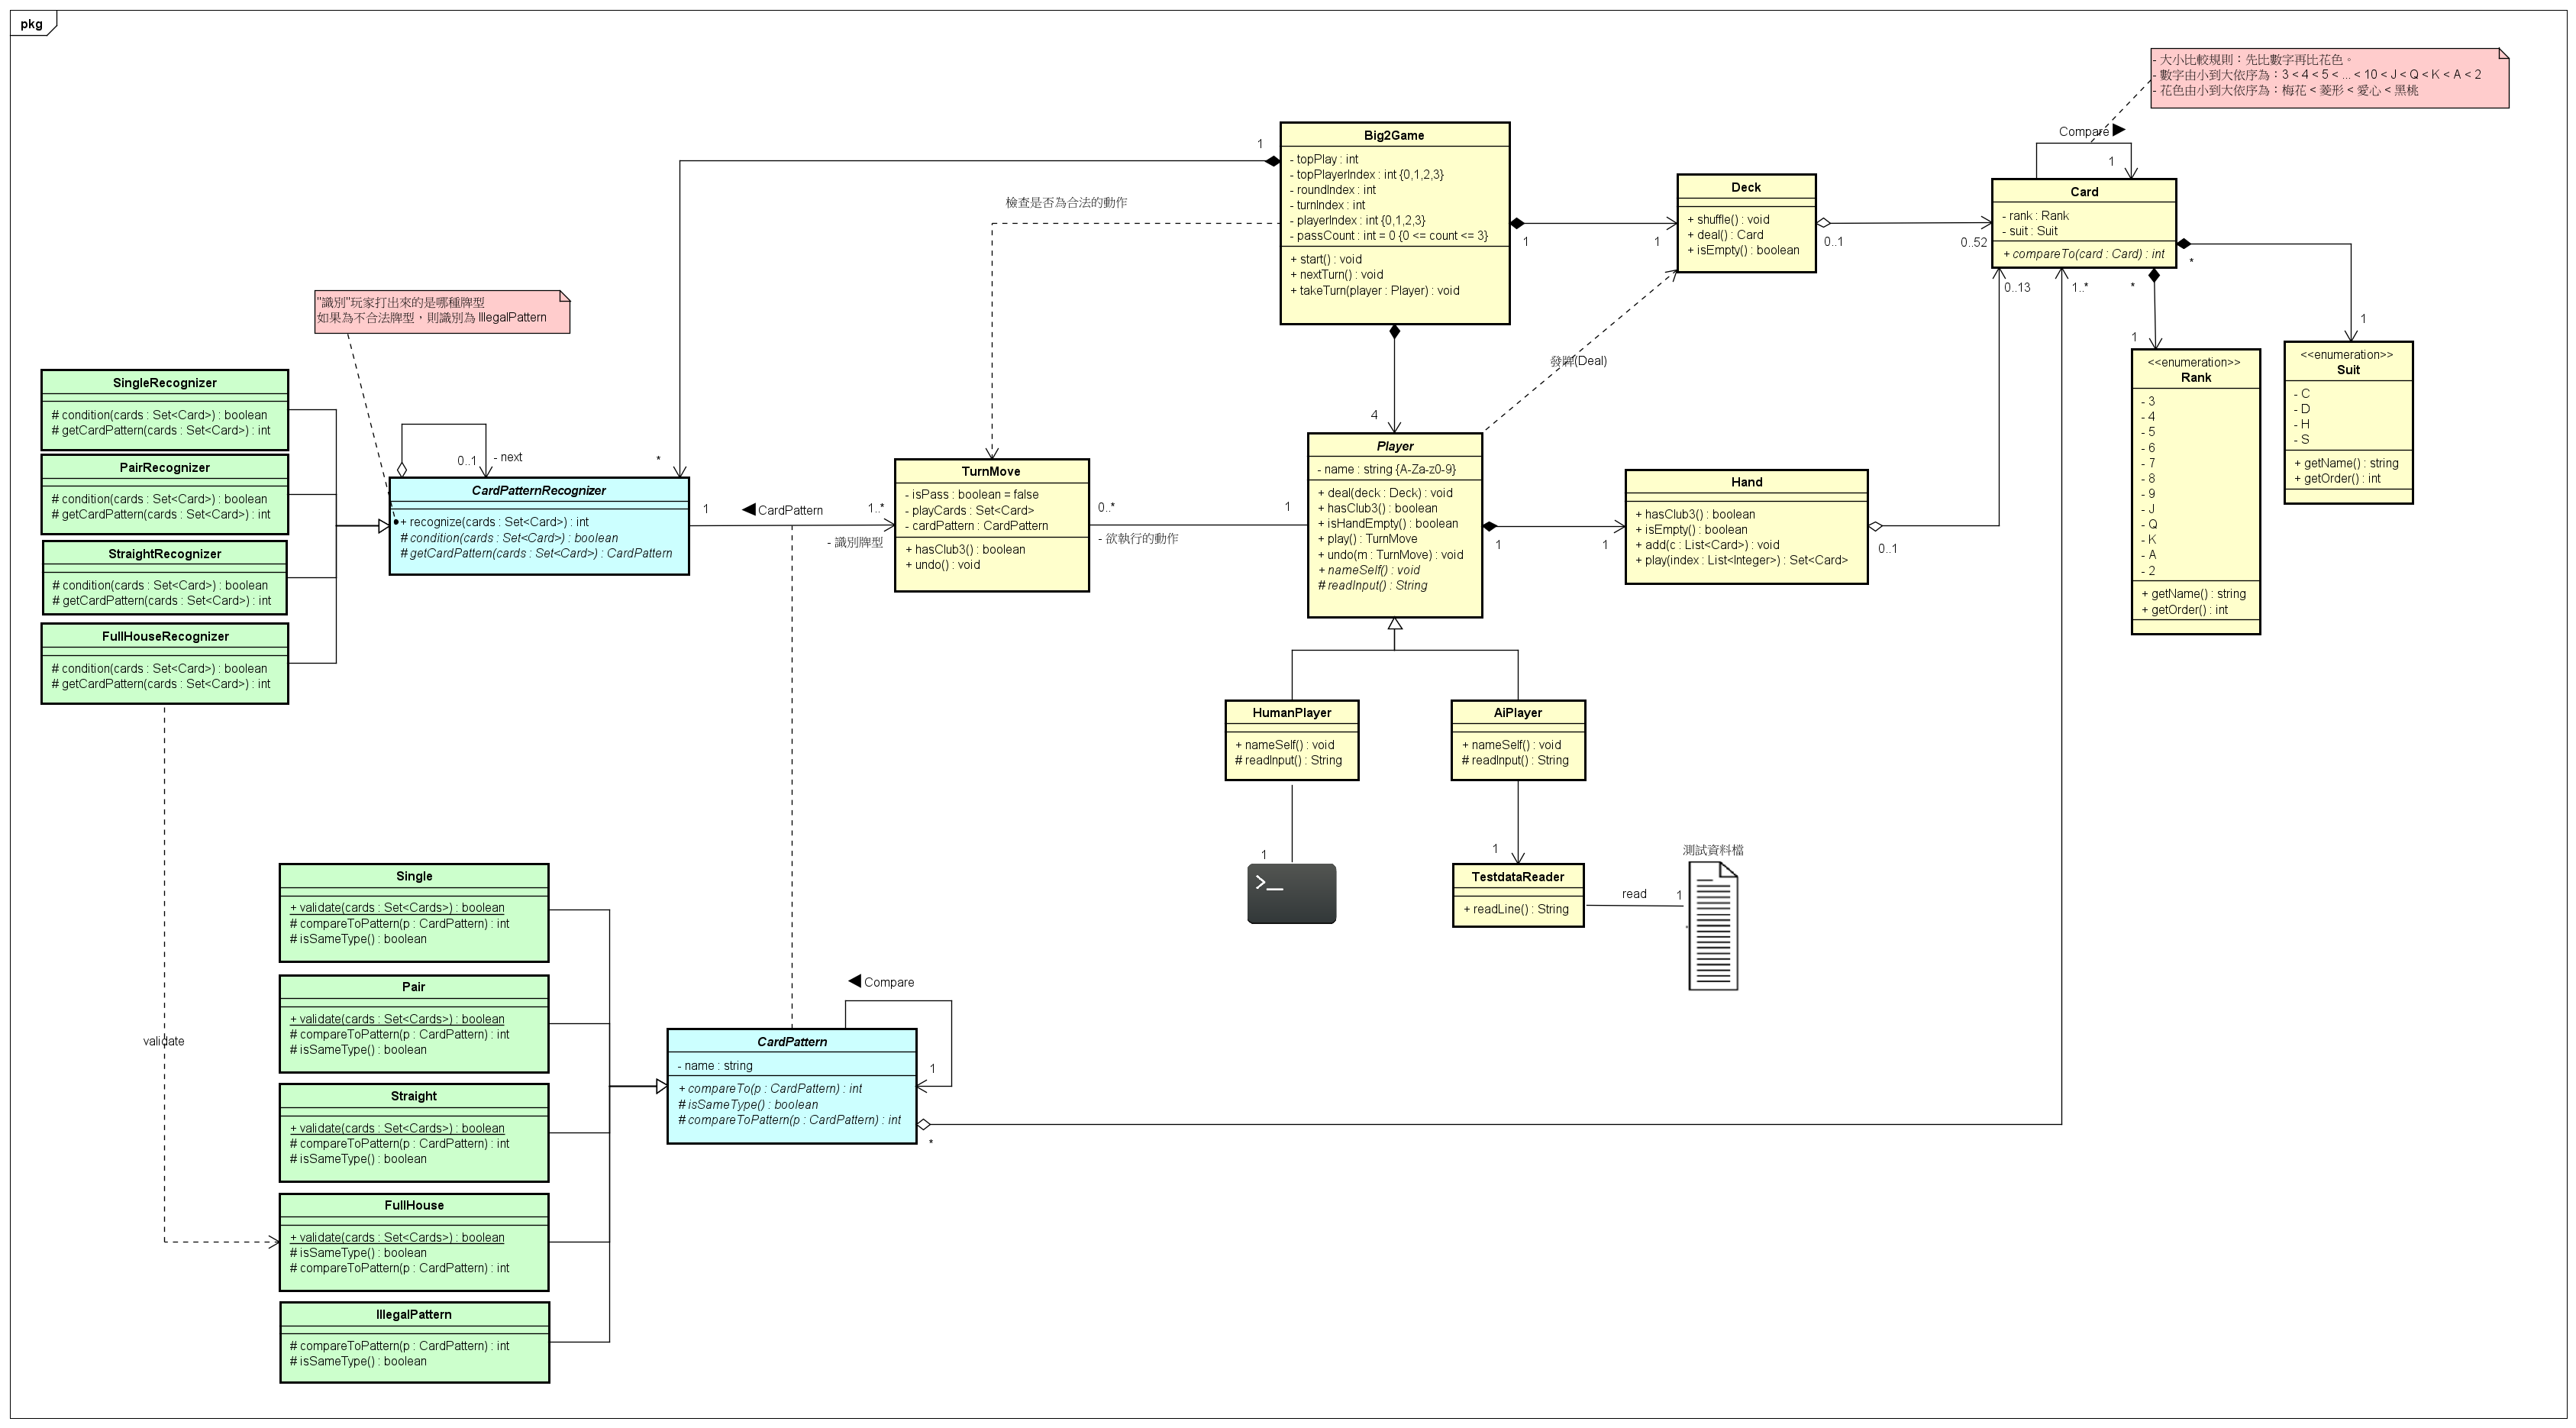 pkg
- 大小比較規則：先比數字再比花色。
- 數字由小到大依序為：3 < 4 < 5 < ... < 10 < J < Q < K < A < 2
- 花色由小到大依序為：梅花 < 菱形 < 愛心 < 黑桃
Compare
1
Big2Game
- topPlay : int
- topPlayerIndex : int {0,1,2,3}
- roundIndex : int
- turnIndex : int
- playerIndex : int {0,1,2,3}
- passCount : int = 0 {0 <= count <= 3}
+ start() : void
+ nextTurn() : void
+ takeTurn(player : Player) : void
1
1
1
Deck
+ shuffle() : void
+ deal() : Card
+ isEmpty() : boolean
0..1
0..52
Card
- rank : Rank
- suit : Suit
+ compareTo(card : Card) : int
*
1
*
1
0..13
1..*
<<enumeration>>
Rank
- 3
- 4
- 5
- 6
- 7
- 8
- 9
- J
- Q
- K
- A
- 2
+ getName() : string
+ getOrder() : int
<<enumeration>>
Suit
- C
- D
- H
- S
+ getName() : string
+ getOrder() : int
檢查是否為合法的動作
發牌(Deal)
4
"識別"玩家打出來的是哪種牌型
如果為不合法牌型，則識別為 IllegalPattern
SingleRecognizer
# condition(cards : Set<Card>) : boolean
# getCardPattern(cards : Set<Card>) : int
PairRecognizer
# condition(cards : Set<Card>) : boolean
# getCardPattern(cards : Set<Card>) : int
StraightRecognizer
# condition(cards : Set<Card>) : boolean
# getCardPattern(cards : Set<Card>) : int
FullHouseRecognizer
# condition(cards : Set<Card>) : boolean
# getCardPattern(cards : Set<Card>) : int
0..1
- next
*
CardPatternRecognizer
+ recognize(cards : Set<Card>) : int
# condition(cards : Set<Card>) : boolean
# getCardPattern(cards : Set<Card>) : CardPattern
1
CardPattern
1..*
- 識別牌型
TurnMove
- isPass : boolean = false
- playCards : Set<Card>
- cardPattern : CardPattern
+ hasClub3() : boolean
+ undo() : void
0..*
- 欲執行的動作
1
Player
- name : string {A-Za-z0-9}
+ deal(deck : Deck) : void
+ hasClub3() : boolean
+ isHandEmpty() : boolean
+ play() : TurnMove
+ undo(m : TurnMove) : void
+ nameSelf() : void
# readInput() : String
1
1
Hand
+ hasClub3() : boolean
+ isEmpty() : boolean
+ add(c : List<Card>) : void
+ play(index : List<Integer>) : Set<Card>
0..1
HumanPlayer
+ nameSelf() : void
# readInput() : String
AiPlayer
+ nameSelf() : void
# readInput() : String
1
>_
1
TestdataReader
+ readLine() : String
read
1
測試資料檔
validate
Single
+ validate(cards : Set<Cards>) : boolean
# compareToPattern(p : CardPattern) : int
# isSameType() : boolean
Pair
+ validate(cards : Set<Cards>) : boolean
# compareToPattern(p : CardPattern) : int
# isSameType() : boolean
Straight
+ validate(cards : Set<Cards>) : boolean
# compareToPattern(p : CardPattern) : int
# isSameType() : boolean
FullHouse
+ validate(cards : Set<Cards>) : boolean
# isSameType() : boolean
# compareToPattern(p : CardPattern) : int
IllegalPattern
# compareToPattern(p : CardPattern) : int
# isSameType() : boolean
Compare
1
CardPattern
- name : string
+ compareTo(p : CardPattern) : int
# isSameType() : boolean
# compareToPattern(p : CardPattern) : int
*